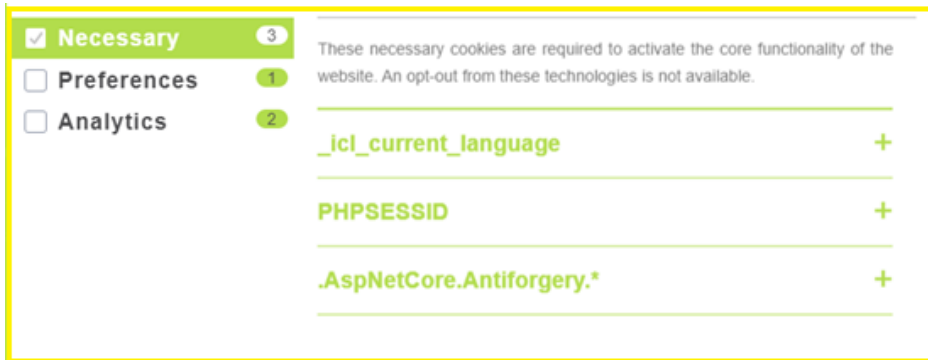 Necessary 3
Preferences 1
Analytics 2
These necessary cookies are required to activate the core functionality of the
website. An opt-out from these technologies is not available.
_icl_current_language +
PHPSESSID +
.AspNetCore.Antiforgery.* +